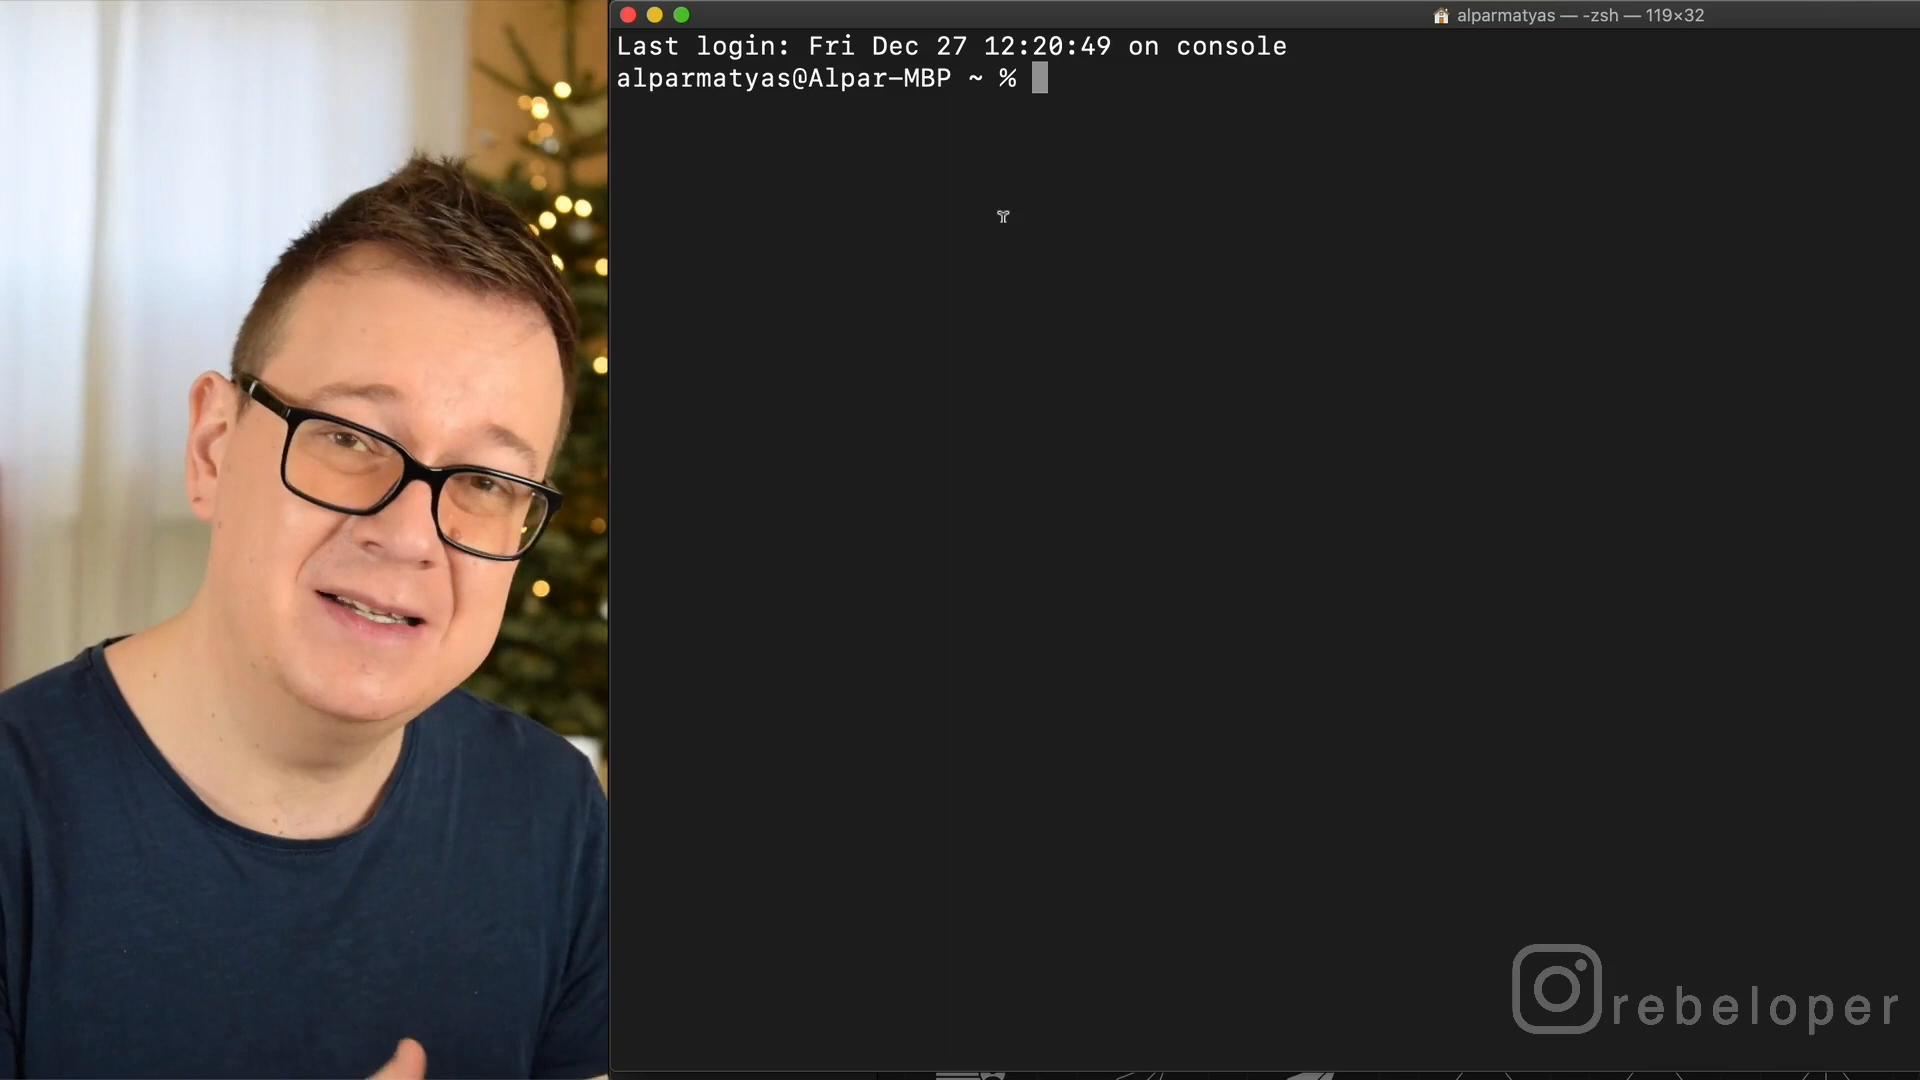 alparmatyas — -zsh — 119×32
Last login: Fri Dec 27 12:20:49 on console
alparmatyas@Alpar-MBP ~ %
rebeloper